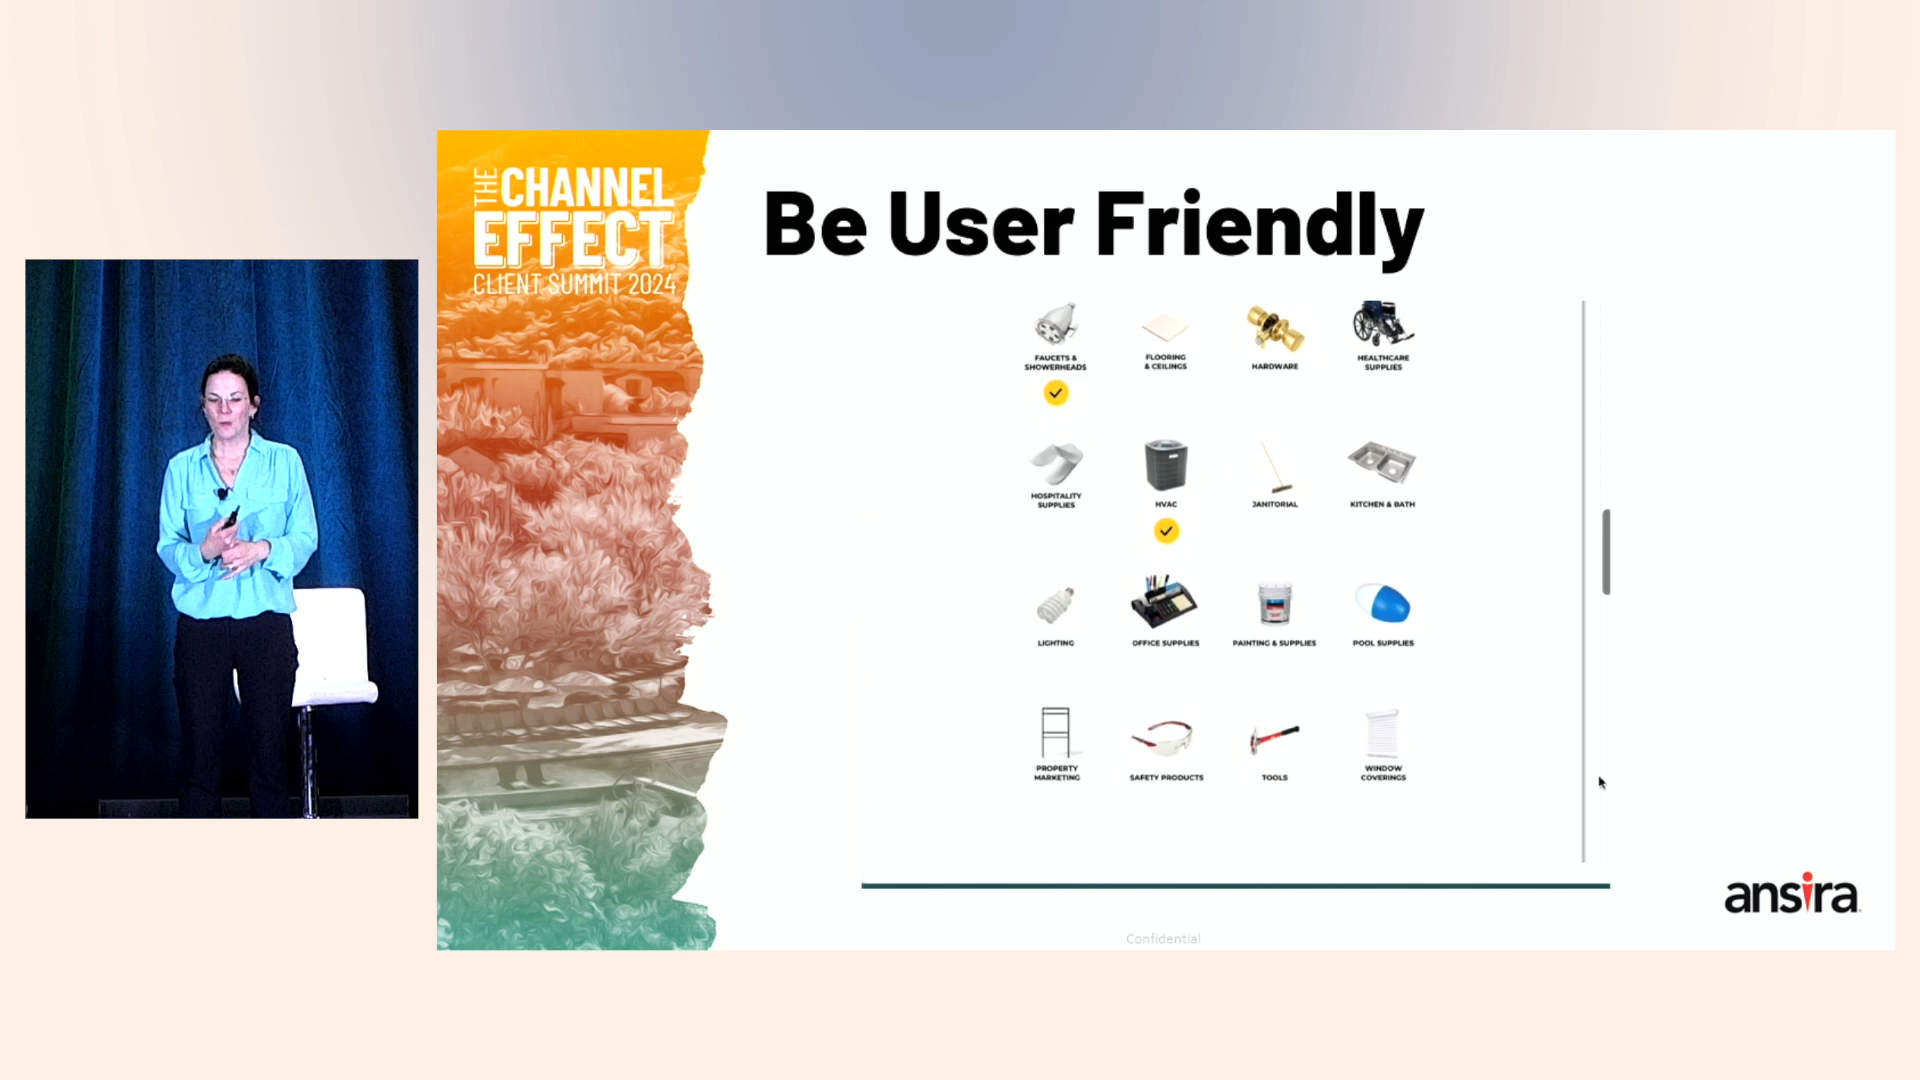 THE CHANNEL
EFFECT
CLIENT SUMMIT 2024
Be User Friendly
FAUCETS &
SHOWERHEADS
FLOORING
& CEILINGS
HARDWARE
HEALTHCARE
SUPPLIES
HOSPITALITY
SUPPLIES
HVAC
JANITORIAL
KITCHEN & BATH
LIGHTING
OFFICE SUPPLIES
PAINTING & SUPPLIES
POOL SUPPLIES
PROPERTY
MARKETING
SAFETY PRODUCTS
TOOLS
WINDOW
COVERINGS
ansira
Confidential